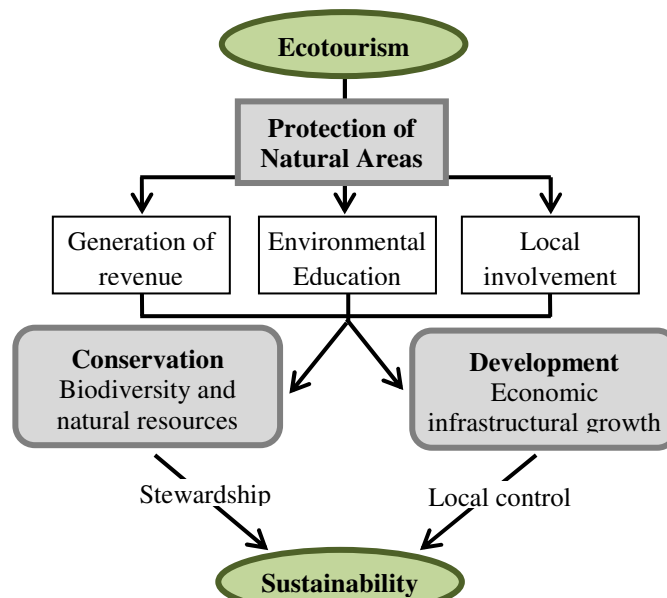 Ecotourism
Protection of
Natural Areas
Generation of
revenue
Environmental
Education
Local
involvement
Conservation
Biodiversity and
natural resources
Development
Economic
infrastructural growth
Stewardship
Local control
Sustainability